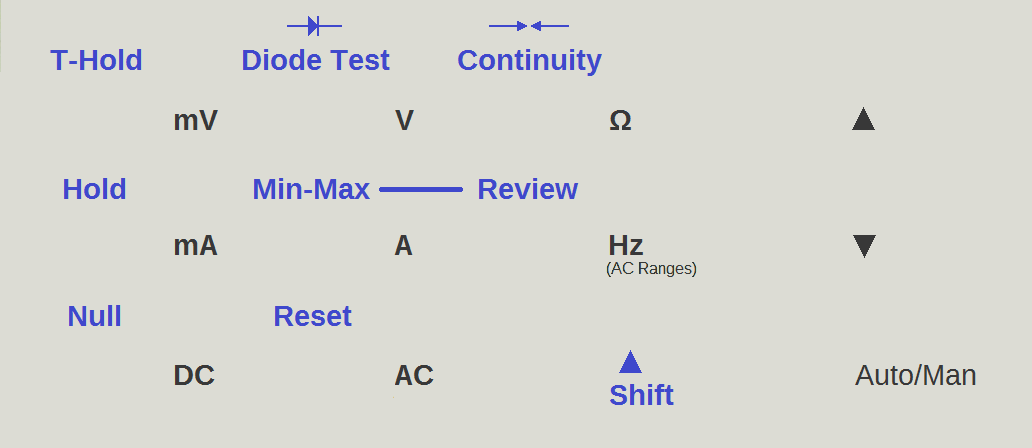 T-Hold Diode Test Continuity
mV V Ω ▲
Hold Min-Max Review
mA A Hz ▼
(AC Ranges)
Null Reset
DC AC Auto/Man
Shift